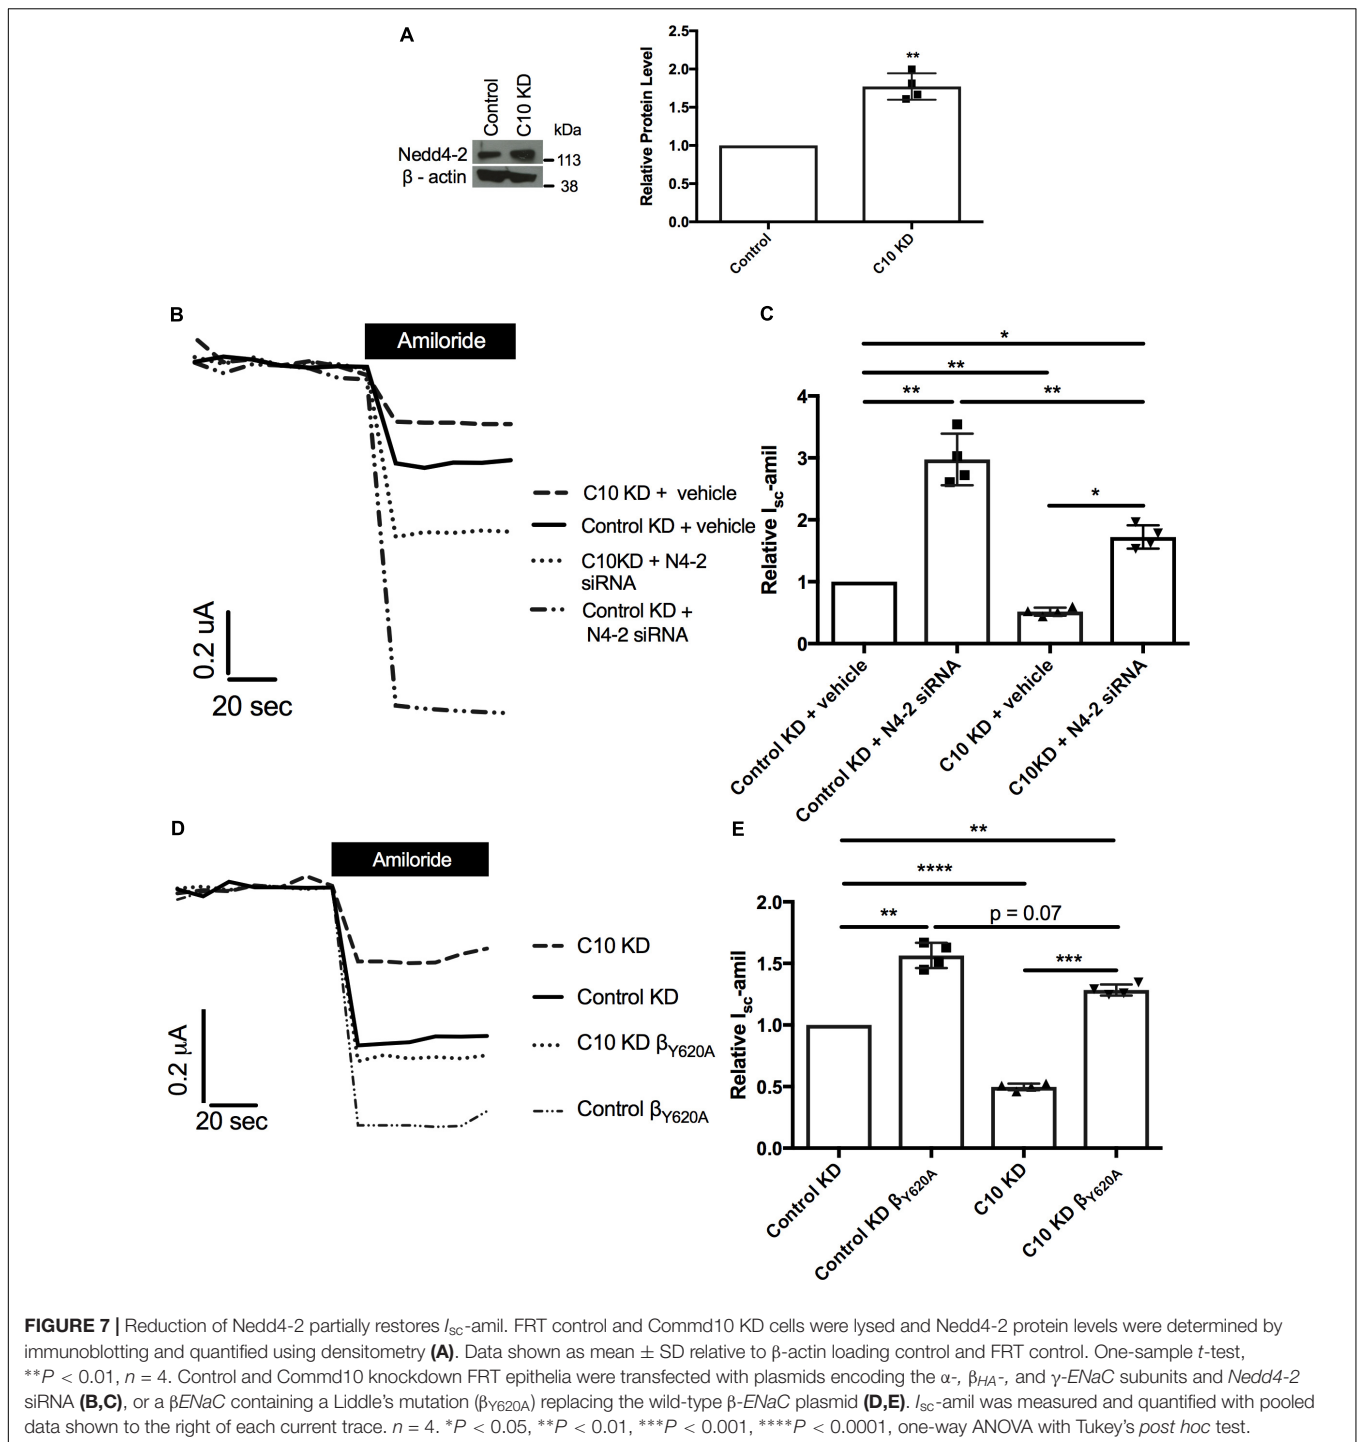 A
Control
C10 KD
kDa
Nedd4-2
113
β - actin
38
Relative Protein Level
2.5
2.0
1.5
1.0
0.5
0.0
**
Control
C10 KD
B
Amiloride
C10 KD + vehicle
Control KD + vehicle
C10KD + N4-2
siRNA
Control KD +
N4-2 siRNA
0.2 uA
20 sec
C
*
**
**
**
*
Relative Isc-amil
4
3
2
1
0
Control KD + vehicle
Control KD + N4-2 siRNA
C10 KD + vehicle
C10KD + N4-2 siRNA
D
Amiloride
C10 KD
Control KD
C10 KD βY620A
Control βY620A
0.2 μA
20 sec
E
**
****
**
p = 0.07
***
Relative Isc-amil
2.0
1.5
1.0
0.5
0.0
Control KD
Control KD βY620A
C10 KD
C10 KD βY620A
FIGURE 7 | Reduction of Nedd4-2 partially restores Isc-amil. FRT control and Commd10 KD cells were lysed and Nedd4-2 protein levels were determined by
immunoblotting and quantified using densitometry (A). Data shown as mean ± SD relative to β-actin loading control and FRT control. One-sample t-test,
**P < 0.01, n = 4. Control and Commd10 knockdown FRT epithelia were transfected with plasmids encoding the α-, βHA-, and γ-ENaC subunits and Nedd4-2
siRNA (B,C), or a βENaC containing a Liddle's mutation (βY620A) replacing the wild-type β-ENaC plasmid (D,E). Isc-amil was measured and quantified with pooled
data shown to the right of each current trace. n = 4. *P < 0.05, **P < 0.01, ***P < 0.001, ****P < 0.0001, one-way ANOVA with Tukey's post hoc test.